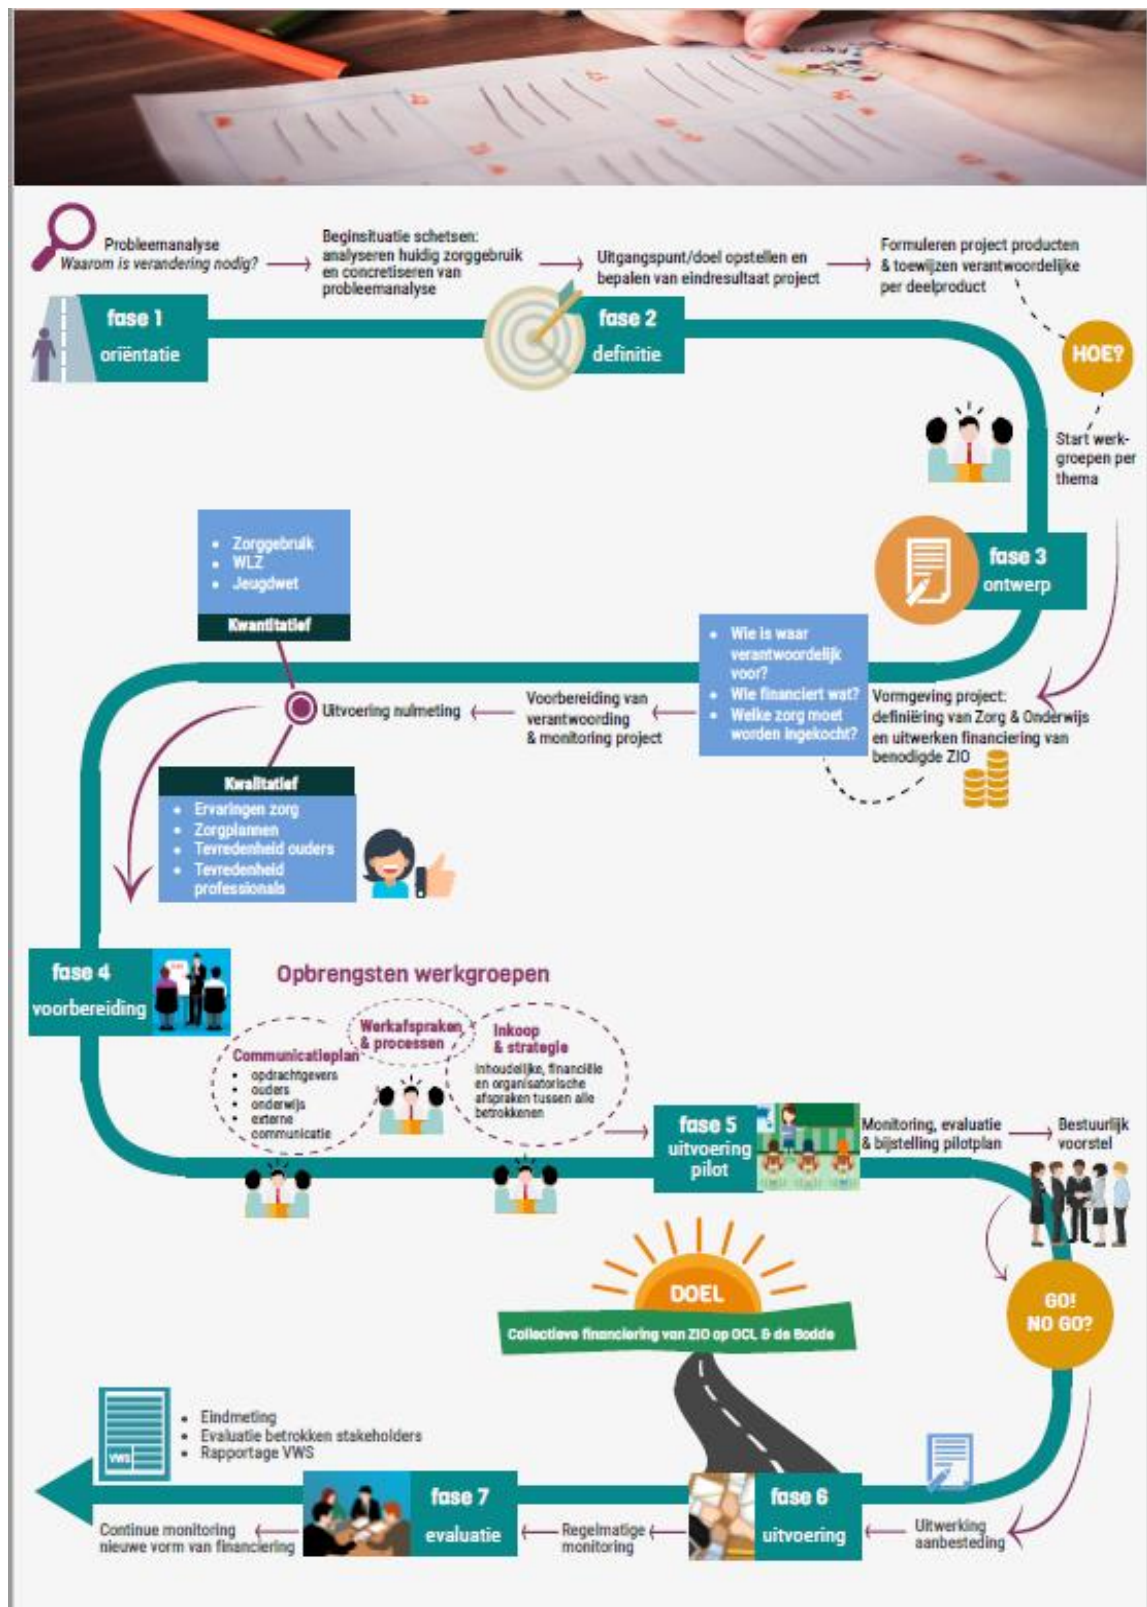 Probleemanalyse
Waarom is verandering nodig?
Beginsituatie schetsen:
analyseren huidig zorggebruik
en concretiseren van
probleemanalyse
Uitgangspunt/doel opstellen en
bepalen van eindresultaat project
Formuleren project producten
& toewijzen verantwoordelijke
per deelproduct
fase 1
oriëntatie
fase 2
definitie
HOE?
Start werk-
groepen per
thema
fase 3
ontwerp
• Zorggebruik
• WLZ
• Jeugdwet
Kwantitatief
• Wie is waar
verantwoordelijk
voor?
• Wie financiert wat?
• Welke zorg moet
worden ingekocht?
Vormgeving project:
definiëring van Zorg & Onderwijs
en uitwerken financiering van
benodigde ZIO
Voorbereiding van
verantwoording
& monitoring project
Uitvoering nulmeting
Kwalitatief
• Ervaringen zorg
• Zorgplannen
• Tevredenheid ouders
• Tevredenheid
professionals
fase 4
voorbereiding
Opbrengsten werkgroepen
Communicatieplan
• opdrachtgevers
• ouders
• onderwijs
• externe
communicatie
Werkafspraken
& processen
Inkoop
& strategie
inhoudelijke, financiële
en organisatorische
afspraken tussen alle
betrokkenen
fase 5
uitvoering
pilot
Monitoring, evaluatie
& bijstelling pilotplan
Bestuurlijk
voorstel
GO!
NO GO?
DOEL
Collectieve financiering van ZIO op OCL & de Bodde
VWS
• Eindmeting
• Evaluatie betrokken stakeholders
• Rapportage VWS
Uitwerking
aanbesteding
fase 6
uitvoering
Regelmatige
monitoring
fase 7
evaluatie
Continue monitoring
nieuwe vorm van financiering